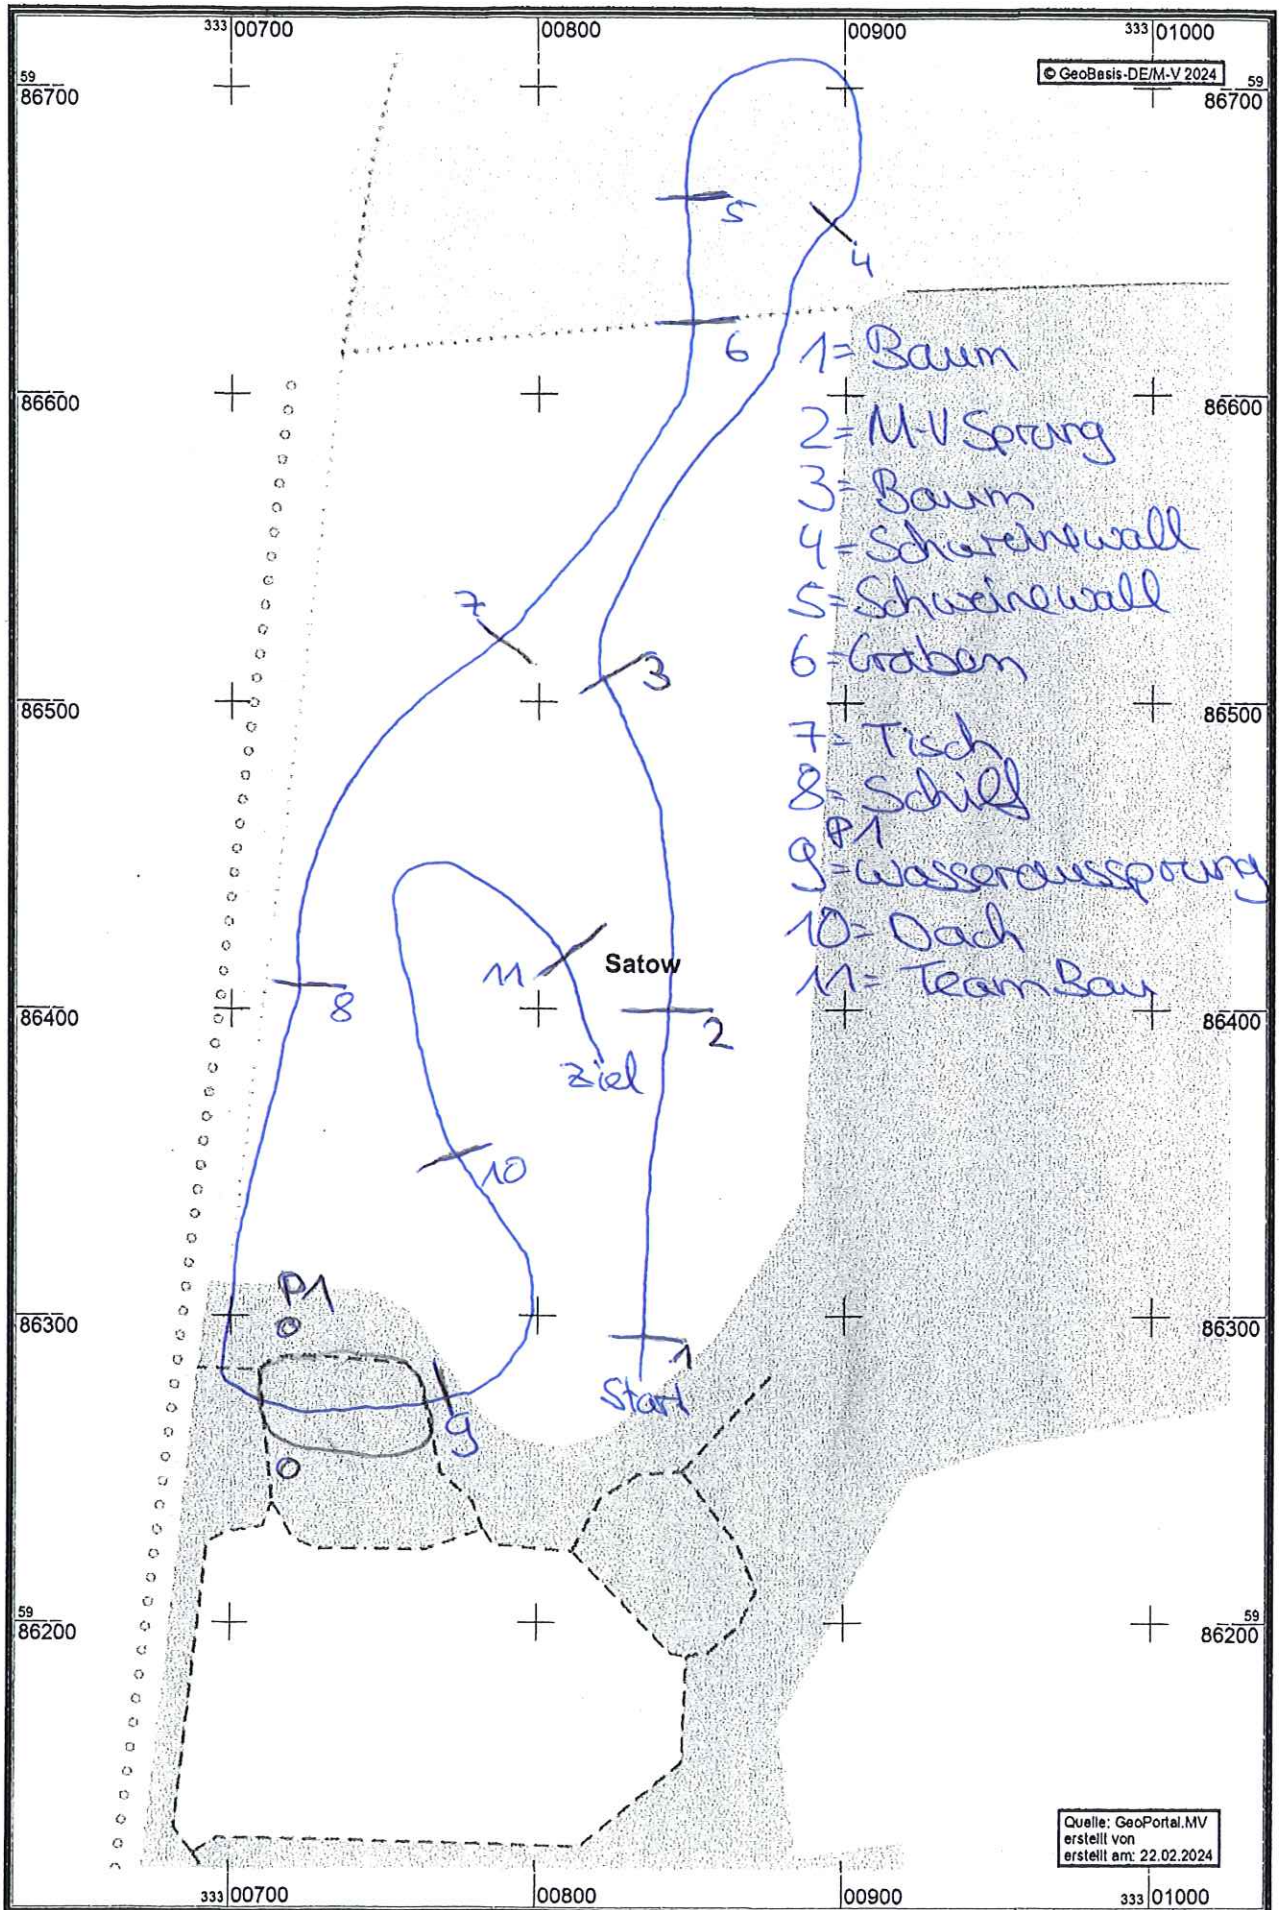 333 00700 00800 00900 333 01000
© GeoBasis-DE/M-V 2024
59 86700 59 86700
5
4
6
1= Baum
86600 86600
2= M-V Sprung
3= Baum
4= Schweinewall
5= Schweinewall
7
6= Graben
3
86500 86500
7= Tisch
8= Schilf
P1
9= Wasseraussprung
10= Dach
11 Satow
11= TeamBau
8
86400 86400
2
Ziel
10
P1
86300 86300
1
Start
9
59 86200 59 86200
Quelle: GeoPortal.MV
erstellt von
erstellt am: 22.02.2024
333 00700 00800 00900 333 01000